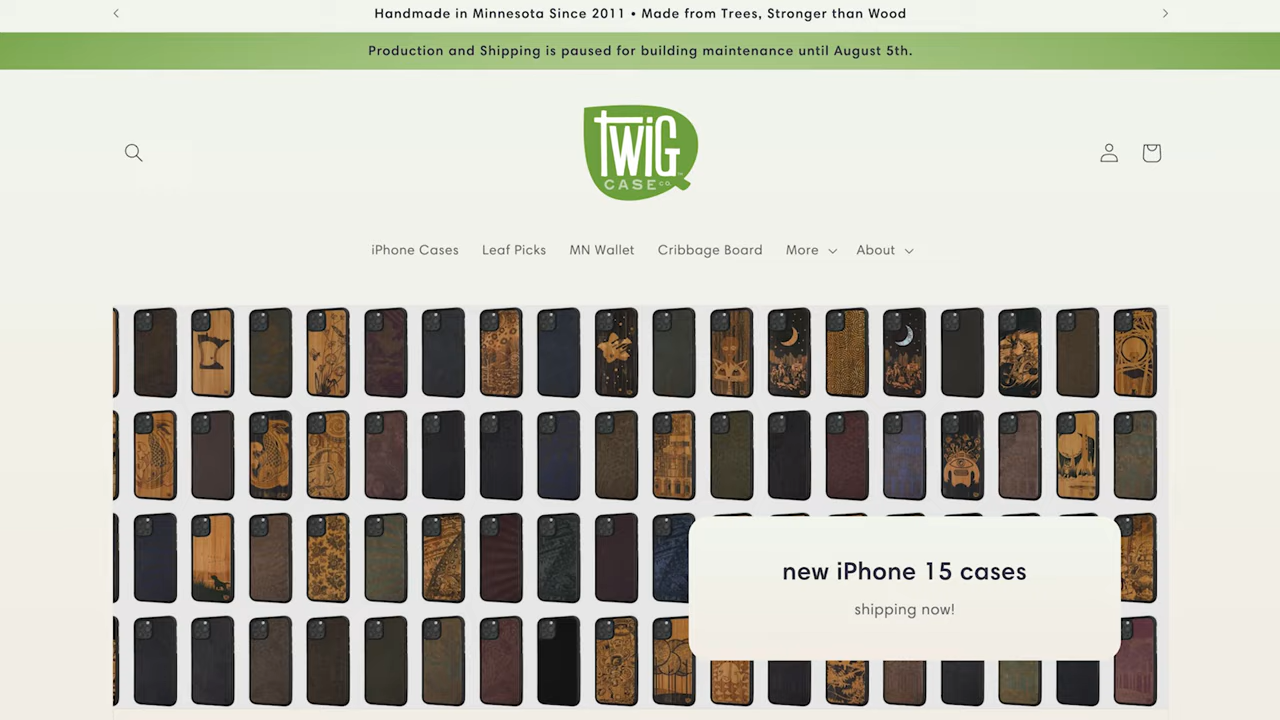 Handmade in Minnesota Since 2011 • Made from Trees, Stronger than Wood
Production and Shipping is paused for building maintenance until August 5th.
TWIG
CASE CO.
iPhone Cases Leaf Picks MN Wallet Cribbage Board More About
new iPhone 15 cases
shipping now!